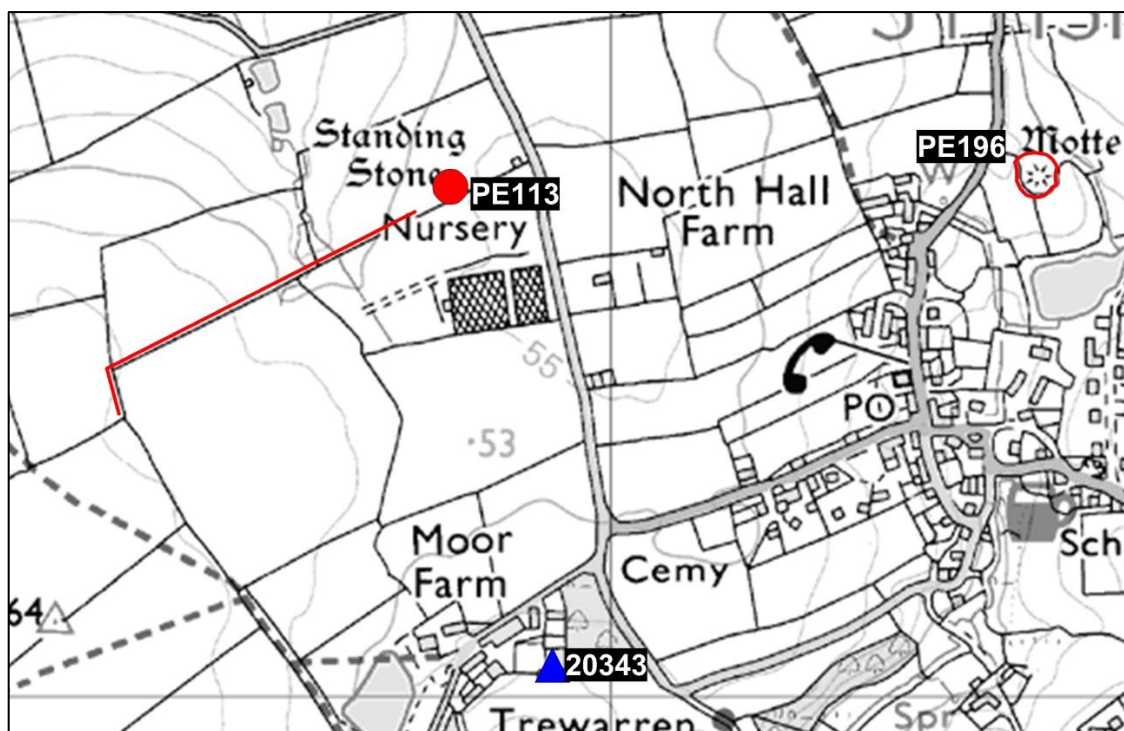 Standing
Stone
PE113
Nursery
North Hall
Farm
PE196
Motte
W
55
PO
·53
Moor
Farm
Cemy
Sch
64
20343
Trewarren
Spr